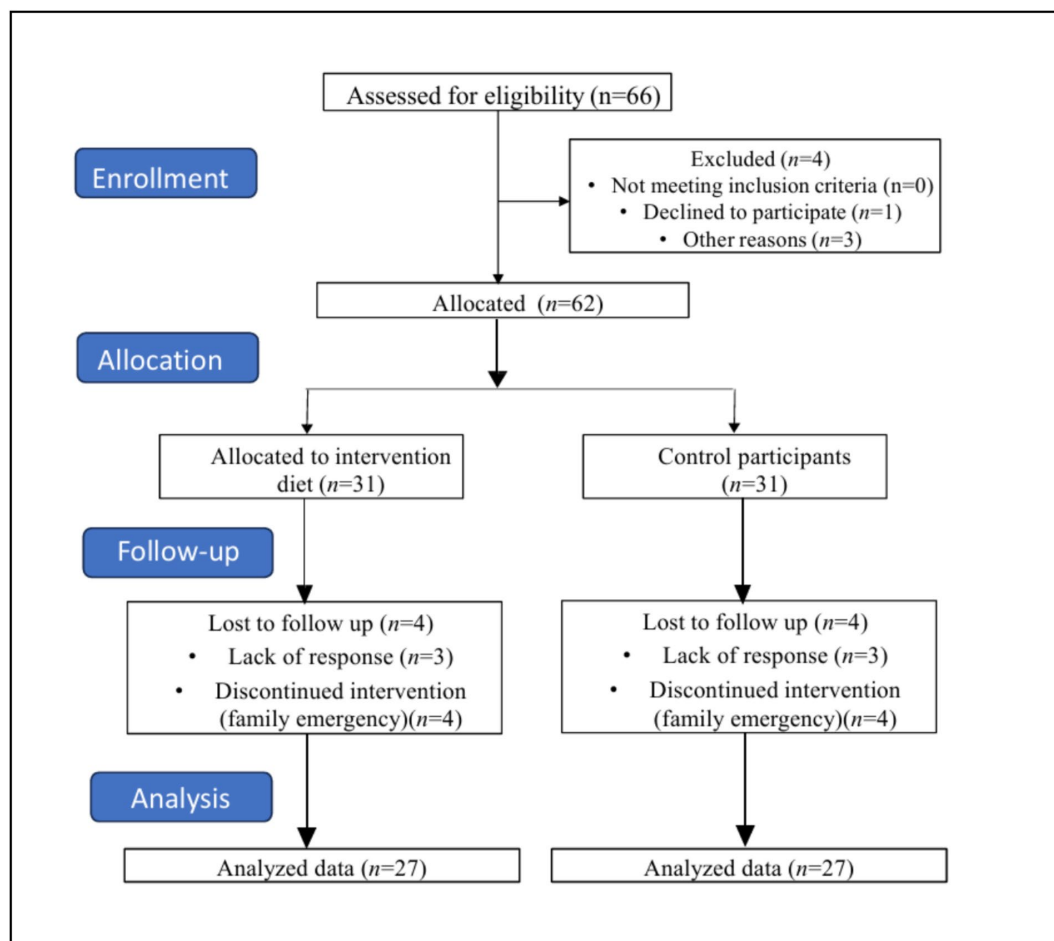 Assessed for eligibility (n=66)
Enrollment
Excluded (n=4)
• Not meeting inclusion criteria (n=0)
• Declined to participate (n=1)
• Other reasons (n=3)
Allocated (n=62)
Allocation
Allocated to intervention
diet (n=31)
Control participants
(n=31)
Follow-up
Lost to follow up (n=4)
• Lack of response (n=3)
• Discontinued intervention
(family emergency)(n=4)
Lost to follow up (n=4)
• Lack of response (n=3)
• Discontinued intervention
(family emergency)(n=4)
Analysis
Analyzed data (n=27)
Analyzed data (n=27)